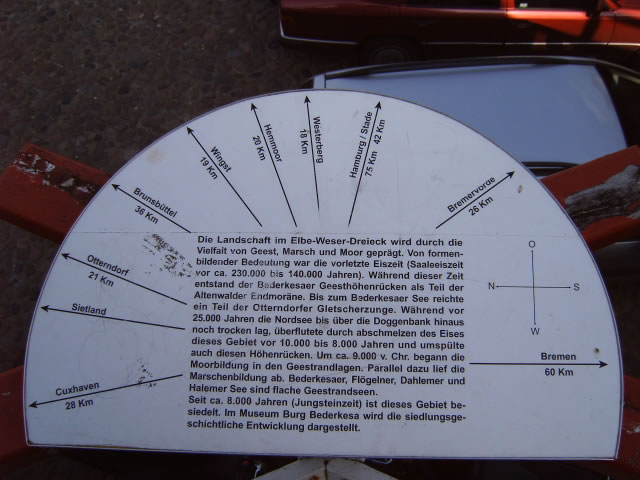 Cuxhaven
28 Km
Sietland
Otterndorf
21 Km
Brunsbüttel
36 Km
Wingst
19 Km
Hemmoor
20 Km
Westerberg
18 Km
Hamburg / Stade
75 Km 42 Km
Bremervörde
26 Km
Bremen
60 Km
O
N
S
W
Die Landschaft im Elbe-Weser-Dreieck wird durch die
Vielfalt von Geest, Marsch und Moor geprägt. Von formen-
bildender Bedeutung war die vorletzte Eiszeit (Saaleeiszeit
vor ca. 230.000 bis 140.000 Jahren). Während dieser Zeit
entstand der Baderkesaer Geesthöhenrücken als Teil der
Altenwalder Endmoräne. Bis zum Bederkesaer See reichte
ein Teil der Otterndorfer Gletscherzunge. Während vor
25.000 Jahren die Nordsee bis über die Doggenbank hinaus
noch trocken lag, überflutete durch abschmelzen des Eises
dieses Gebiet vor 10.000 bis 8.000 Jahren und umspülte
auch diesen Höhenrücken. Um ca. 9.000 v. Chr. begann die
Moorbildung in den Geestrandlagen. Parallel dazu lief die
Marschenbildung ab. Bederkesaer, Flögelner, Dahlemer und
Halemer See sind flache Geestrandseen.
Seit ca. 8.000 Jahren (Jungsteinzeit) ist dieses Gebiet be-
siedelt. Im Museum Burg Bederkesa wird die siedlungsge-
schichtliche Entwicklung dargestellt.